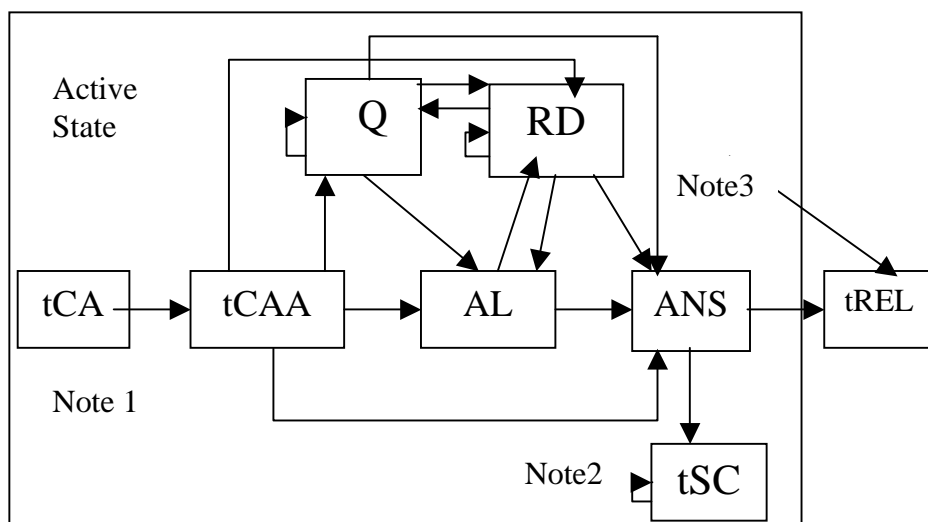 Active
State
Q
RD
Note3
tCA
tCAA
AL
ANS
tREL
Note 1
Note2
tSC